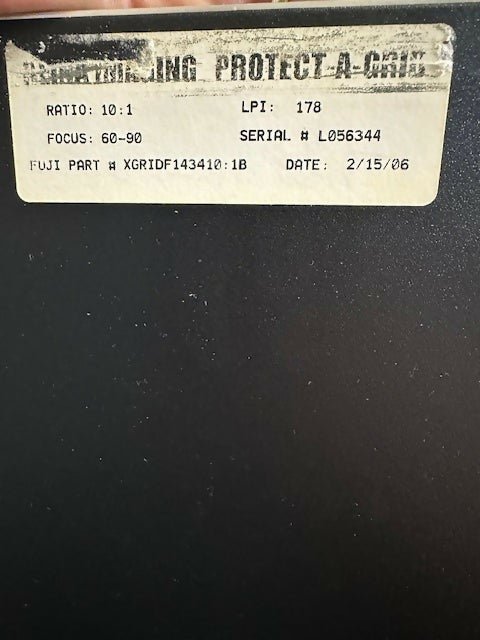 PROTECT-A-GRID
RATIO: 10:1 LPI: 178
FOCUS: 60-90 SERIAL # L056344
FUJI PART # XGRIDF143410:1B DATE: 2/15/06